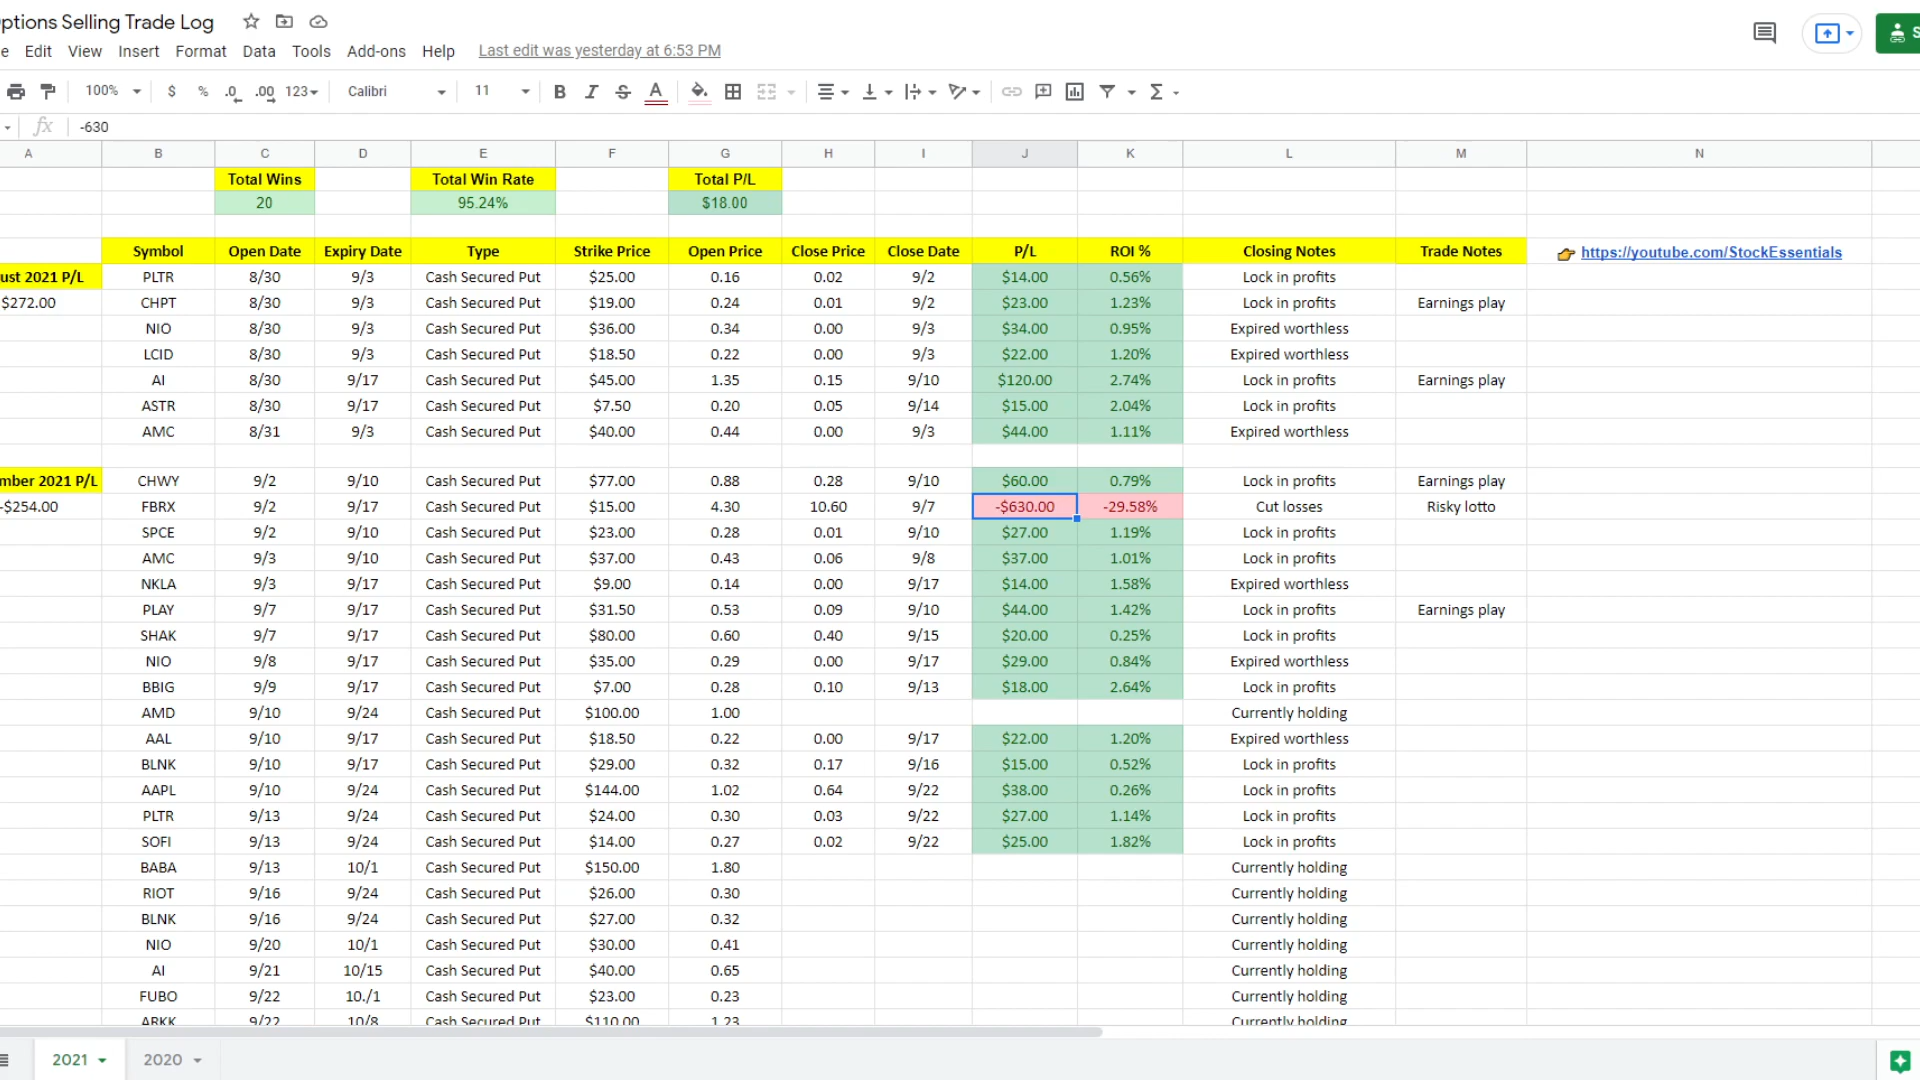 ptions Selling Trade Log
e Edit View Insert Format Data Tools Add-ons Help Last edit was yesterday at 6:53 PM S
100% $ % .0 .00 123 Calibri 11 B I S A Σ
fx -630
A B C D E F G H I J K L M N
Total Wins Total Win Rate Total P/L
20 95.24% $18.00
Symbol Open Date Expiry Date Type Strike Price Open Price Close Price Close Date P/L ROI % Closing Notes Trade Notes 👉 https://youtube.com/StockEssentials
ust 2021 P/L PLTR 8/30 9/3 Cash Secured Put $25.00 0.16 0.02 9/2 $14.00 0.56% Lock in profits
$272.00 CHPT 8/30 9/3 Cash Secured Put $19.00 0.24 0.01 9/2 $23.00 1.23% Lock in profits Earnings play
NIO 8/30 9/3 Cash Secured Put $36.00 0.34 0.00 9/3 $34.00 0.95% Expired worthless
LCID 8/30 9/3 Cash Secured Put $18.50 0.22 0.00 9/3 $22.00 1.20% Expired worthless
AI 8/30 9/17 Cash Secured Put $45.00 1.35 0.15 9/10 $120.00 2.74% Lock in profits Earnings play
ASTR 8/30 9/17 Cash Secured Put $7.50 0.20 0.05 9/14 $15.00 2.04% Lock in profits
AMC 8/31 9/3 Cash Secured Put $40.00 0.44 0.00 9/3 $44.00 1.11% Expired worthless
mber 2021 P/L CHWY 9/2 9/10 Cash Secured Put $77.00 0.88 0.28 9/10 $60.00 0.79% Lock in profits Earnings play
-$254.00 FBRX 9/2 9/17 Cash Secured Put $15.00 4.30 10.60 9/7 -$630.00 -29.58% Cut losses Risky lotto
SPCE 9/2 9/10 Cash Secured Put $23.00 0.28 0.01 9/10 $27.00 1.19% Lock in profits
AMC 9/3 9/10 Cash Secured Put $37.00 0.43 0.06 9/8 $37.00 1.01% Lock in profits
NKLA 9/3 9/17 Cash Secured Put $9.00 0.14 0.00 9/17 $14.00 1.58% Expired worthless
PLAY 9/7 9/17 Cash Secured Put $31.50 0.53 0.09 9/10 $44.00 1.42% Lock in profits Earnings play
SHAK 9/7 9/17 Cash Secured Put $80.00 0.60 0.40 9/15 $20.00 0.25% Lock in profits
NIO 9/8 9/17 Cash Secured Put $35.00 0.29 0.00 9/17 $29.00 0.84% Expired worthless
BBIG 9/9 9/17 Cash Secured Put $7.00 0.28 0.10 9/13 $18.00 2.64% Lock in profits
AMD 9/10 9/24 Cash Secured Put $100.00 1.00 Currently holding
AAL 9/10 9/17 Cash Secured Put $18.50 0.22 0.00 9/17 $22.00 1.20% Expired worthless
BLNK 9/10 9/17 Cash Secured Put $29.00 0.32 0.17 9/16 $15.00 0.52% Lock in profits
AAPL 9/10 9/24 Cash Secured Put $144.00 1.02 0.64 9/22 $38.00 0.26% Lock in profits
PLTR 9/13 9/24 Cash Secured Put $24.00 0.30 0.03 9/22 $27.00 1.14% Lock in profits
SOFI 9/13 9/24 Cash Secured Put $14.00 0.27 0.02 9/22 $25.00 1.82% Lock in profits
BABA 9/13 10/1 Cash Secured Put $150.00 1.80 Currently holding
RIOT 9/16 9/24 Cash Secured Put $26.00 0.30 Currently holding
BLNK 9/16 9/24 Cash Secured Put $27.00 0.32 Currently holding
NIO 9/20 10/1 Cash Secured Put $30.00 0.41 Currently holding
AI 9/21 10/15 Cash Secured Put $40.00 0.65 Currently holding
FUBO 9/22 10./1 Cash Secured Put $23.00 0.23 Currently holding
ARKK 9/22 10/8 Cash Secured Put $110.00 1.23 Currently holding
2021 2020